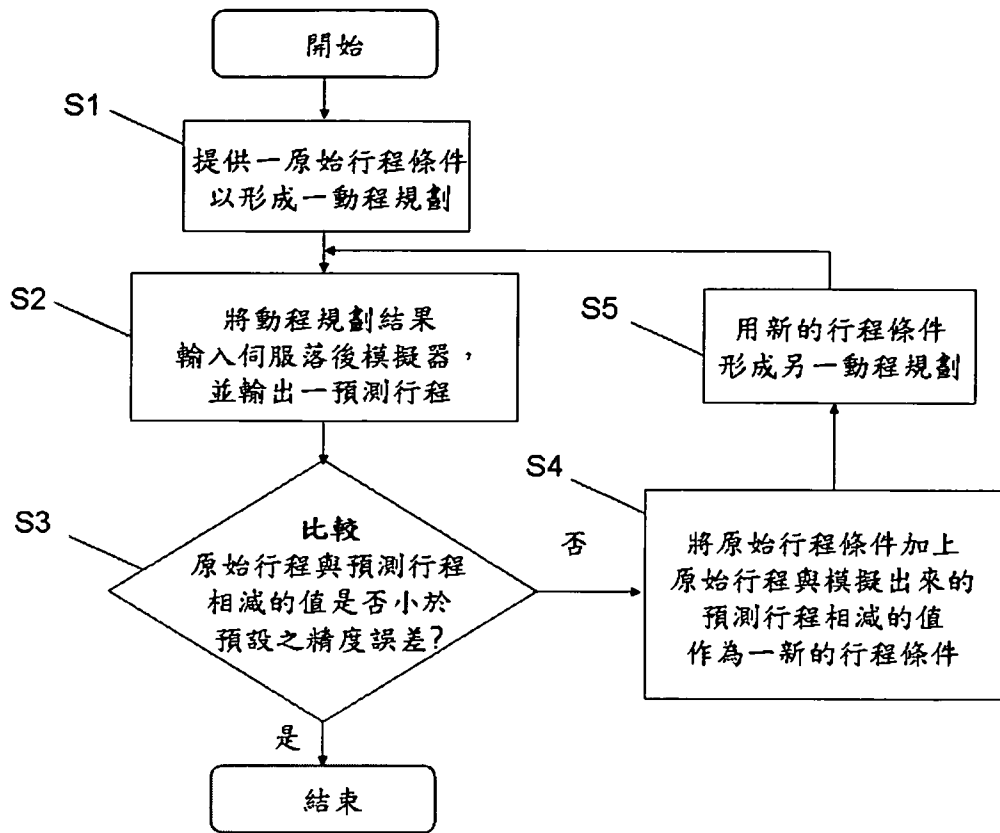 開始
S1
提供一原始行程條件
以形成一動程規劃
S2
將動程規劃結果
輸入伺服落後模擬器,
並輸出一預測行程
S5
用新的行程條件
形成另一動程規劃
S3
比較
原始行程與預測行程
相減的值是否小於
預設之精度誤差?
否
S4
將原始行程條件加上
原始行程與模擬出來的
預測行程相減的值
作為一新的行程條件
是
結束